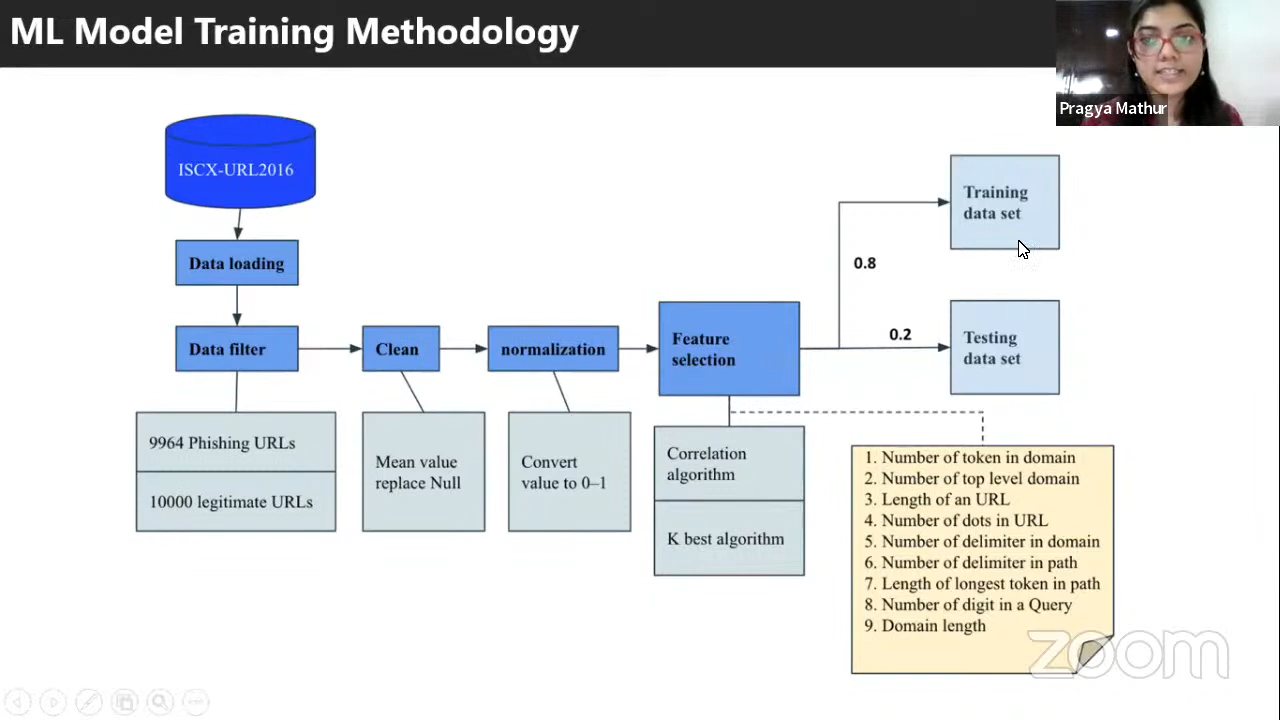 ML Model Training Methodology
Pragya Mathur
ISCX-URL2016
Data loading
Data filter
Clean
normalization
Feature
selection
0.8
0.2
Training
data set
Testing
data set
9964 Phishing URLs
10000 legitimate URLs
Mean value
replace Null
Convert
value to 0–1
Correlation
algorithm
K best algorithm
1. Number of token in domain
2. Number of top level domain
3. Length of an URL
4. Number of dots in URL
5. Number of delimiter in domain
6. Number of delimiter in path
7. Length of longest token in path
8. Number of digit in a Query
9. Domain length
zoom